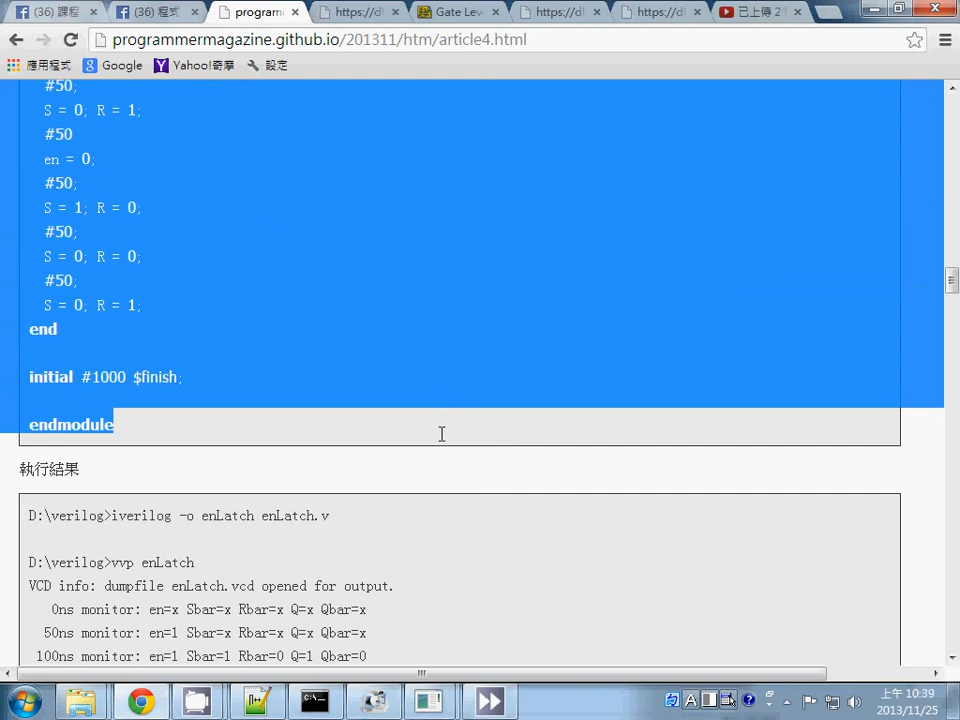 (36) 課程
(36) 程式
program
https://dl
Gate Lev
https://dl
https://dl
已上傳 2
programmermagazine.github.io/201311/htm/article4.html
應用程式
Google
Yahoo!奇摩
設定
#50;
S = 0; R = 1;
#50
en = 0;
#50;
S = 1; R = 0;
#50;
S = 0; R = 0;
#50;
S = 0; R = 1;
end
initial #1000 $finish;
endmodule
執行結果
D:\verilog>iverilog -o enLatch enLatch.v
D:\verilog>vvp enLatch
VCD info: dumpfile enLatch.vcd opened for output.
0ns monitor: en=x Sbar=x Rbar=x Q=x Qbar=x
50ns monitor: en=1 Sbar=x Rbar=x Q=x Qbar=x
100ns monitor: en=1 Sbar=1 Rbar=0 Q=1 Qbar=0
上午 10:39
2013/11/25